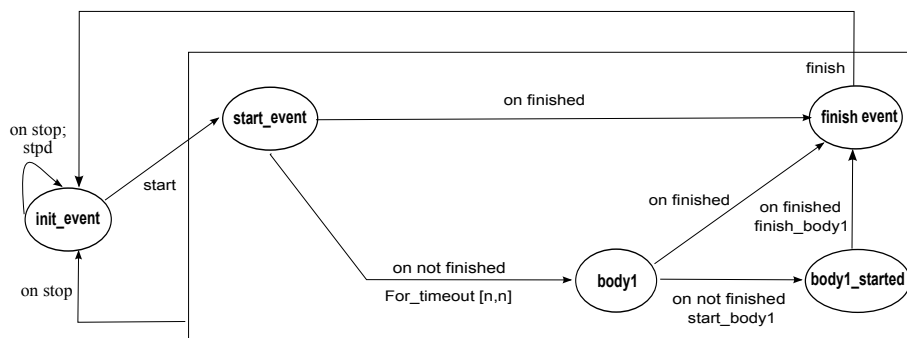 finish
start_event
on finished
finish event
on stop;
stpd
start
init_event
on finished
on finished
finish_body1
on not finished
For_timeout [n,n]
body1
body1_started
on stop
on not finished
start_body1